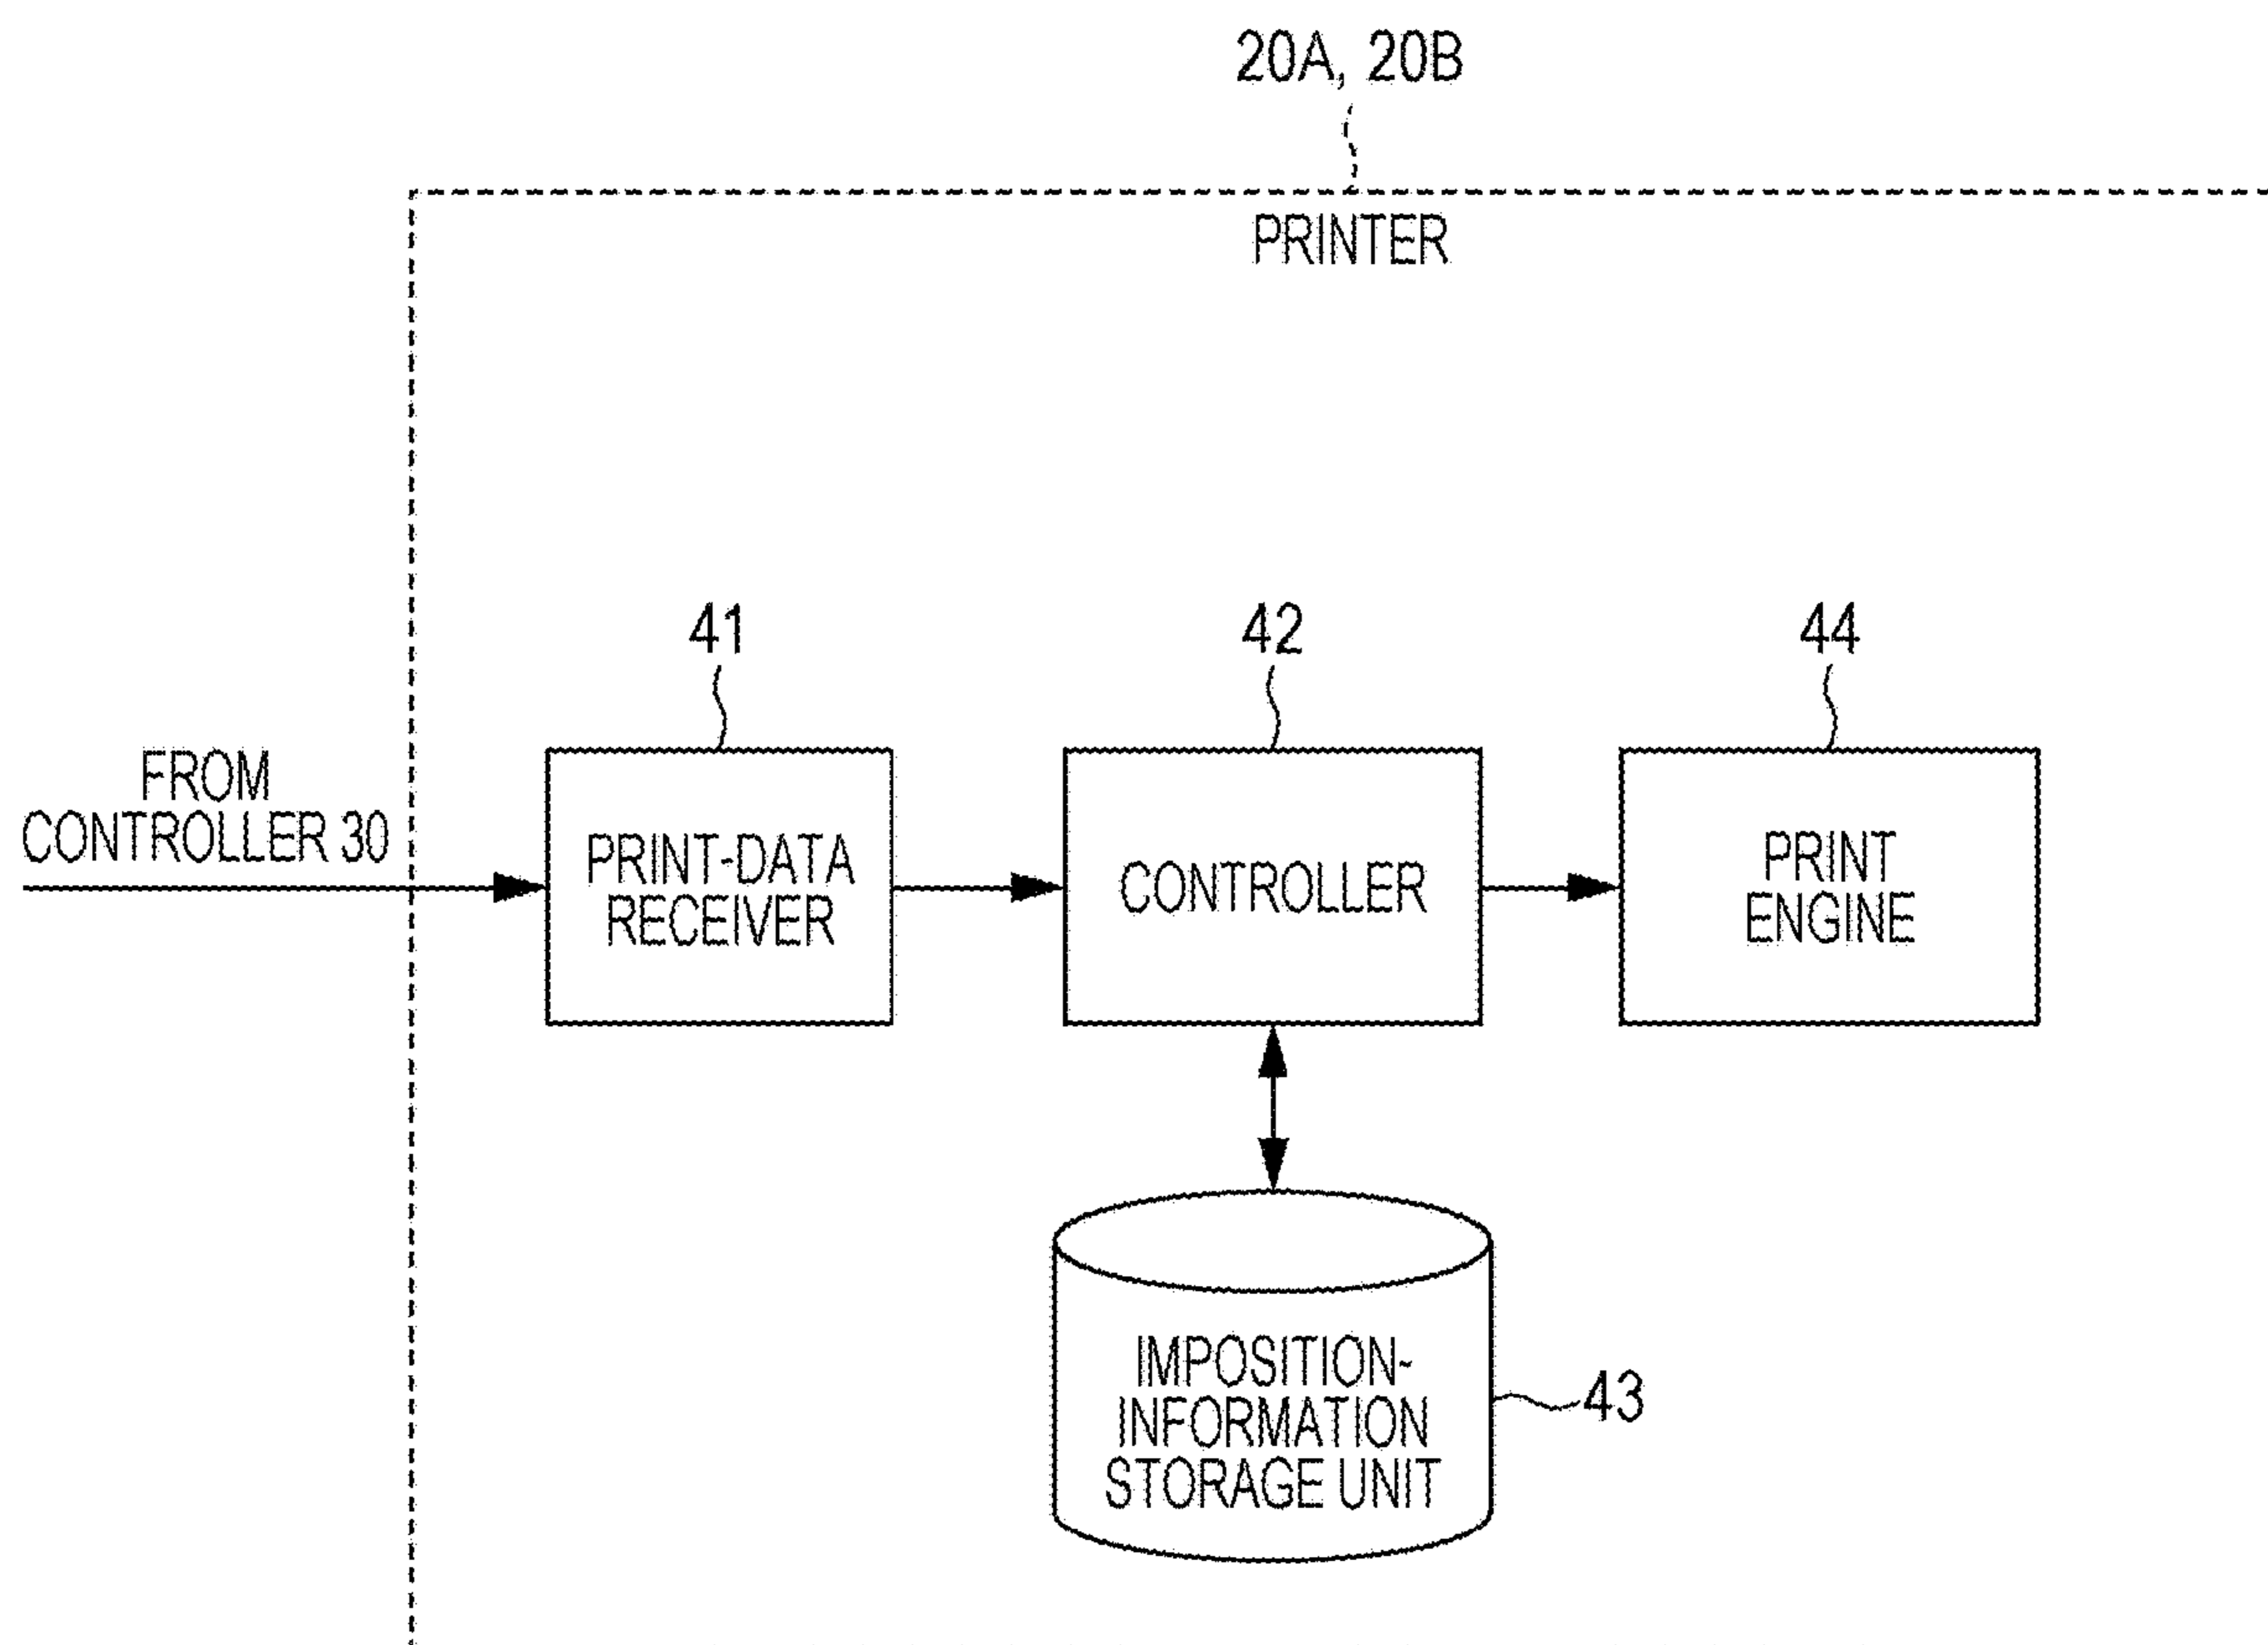 20A, 20B
PRINTER
41
42
44
FROM
CONTROLLER 30
PRINT-DATA
RECEIVER
CONTROLLER
PRINT
ENGINE
IMPOSITION-
INFORMATION
STORAGE UNIT
43